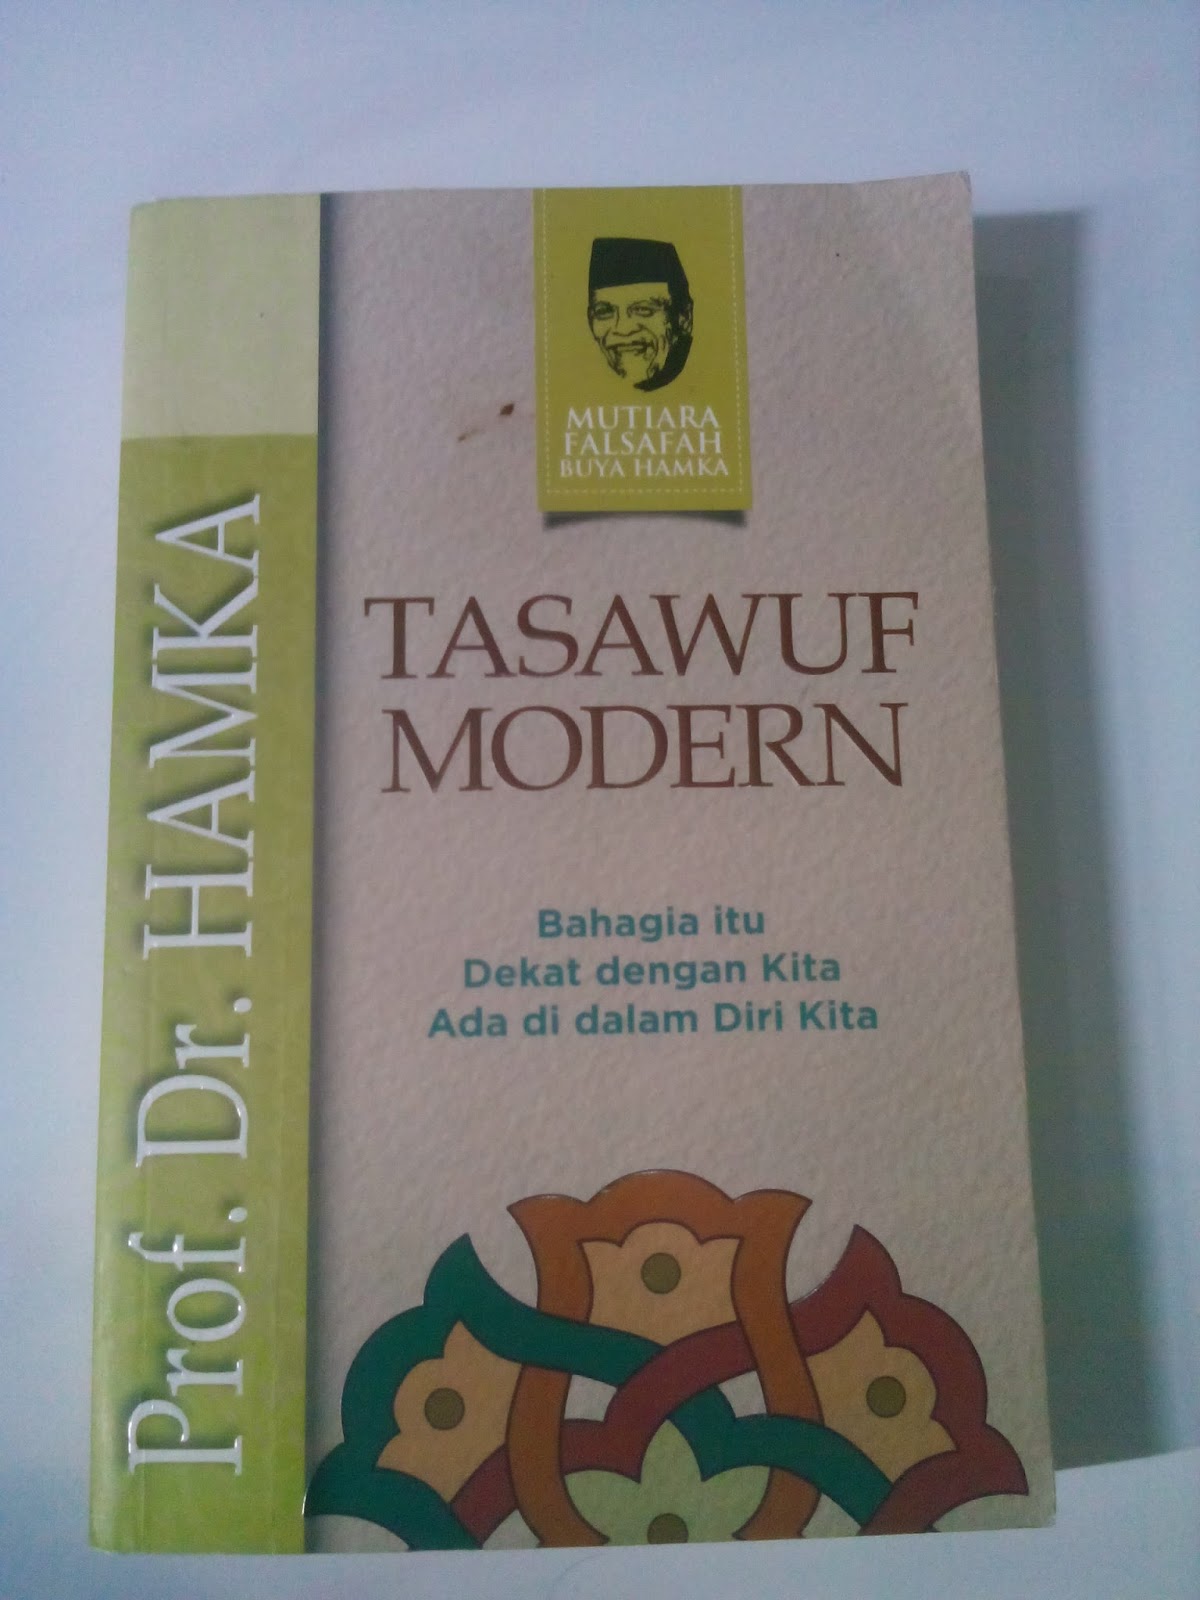 MUTIARA
FALSAFAH
BUYA HAMKA
TASAWUF
MODERN
Bahagia itu
Dekat dengan Kita
Ada di dalam Diri Kita
Prof. Dr. HAMKA